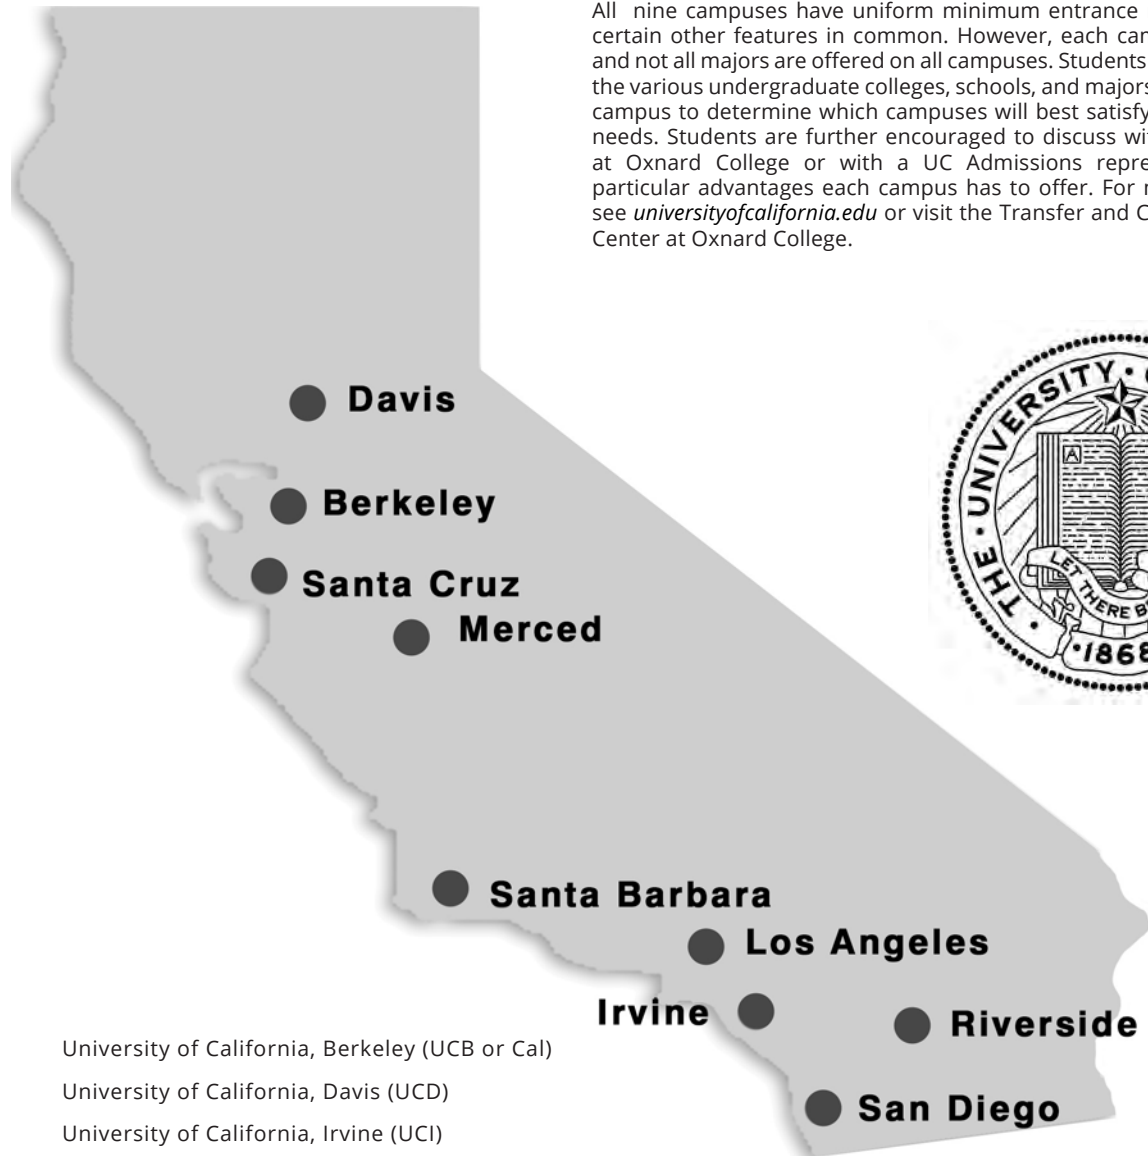 All nine campuses have uniform minimum entrance
certain other features in common. However, each
and not all majors are offered on all campuses. Students
the various undergraduate colleges, schools, and majors
campus to determine which campuses will best satisfy
needs. Students are further encouraged to discuss
at Oxnard College or with a UC Admissions
particular advantages each campus has to offer. For
see universityofcalifornia.edu or visit the Transfer and
Center at Oxnard College.
THE · UNIVERSITY ·
A
LET THERE
·1868
Davis
Berkeley
Santa Cruz
Merced
Santa Barbara
Los Angeles
Irvine
Riverside
San Diego
University of California, Berkeley (UCB or Cal)
University of California, Davis (UCD)
University of California, Irvine (UCI)